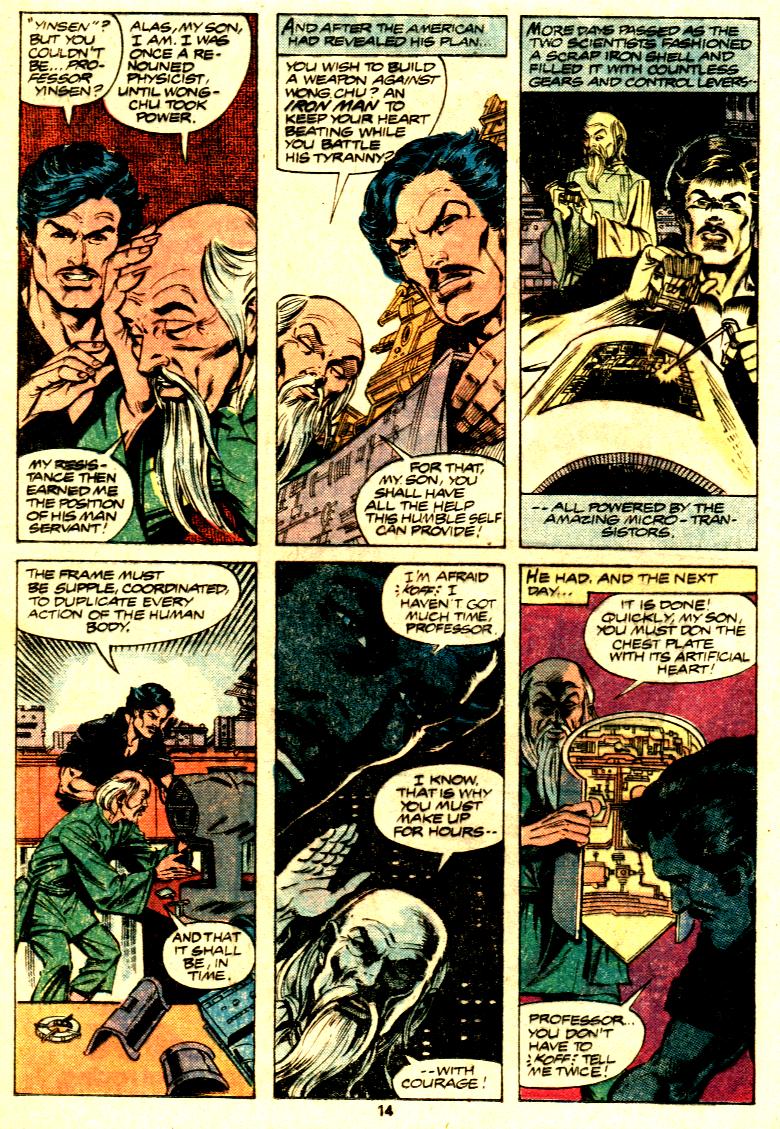 "YINSEN"?
BUT YOU
COULDN'T
BE... PRO-
FESSOR
YINSEN?
ALAS, MY SON,
I AM. I WAS
ONCE A RE-
NOUNED
PHYSICIST,
UNTIL WONG-
CHU TOOK
POWER.
MY RESIS-
TANCE THEN
EARNED ME
THE POSITION
OF HIS MAN
SERVANT!
AND AFTER THE AMERICAN
HAD REVEALED HIS PLAN...
YOU WISH TO BUILD
A WEAPON AGAINST
WONG CHU? AN
IRON MAN TO
KEEP YOUR HEART
BEATING WHILE
YOU BATTLE
HIS TYRANNY?
FOR THAT,
MY SON, YOU
SHALL HAVE
ALL THE HELP
THIS HUMBLE SELF
CAN PROVIDE!
MORE DAYS PASSED AS THE
TWO SCIENTISTS FASHIONED
A SCRAP IRON SHELL AND
FILLED IT WITH COUNTLESS
GEARS AND CONTROL LEVERS--
-- ALL POWERED BY THE
AMAZING MICRO-TRAN-
SISTORS.
THE FRAME MUST
BE SUPPLE, COORDINATED,
TO DUPLICATE EVERY
ACTION OF THE HUMAN
BODY.
AND THAT
IT SHALL
BE, IN
TIME.
I'M AFRAID
:KOFF: I
HAVEN'T GOT
MUCH TIME,
PROFESSOR.
I KNOW.
THAT IS WHY
YOU MUST
MAKE UP
FOR HOURS--
--WITH
COURAGE!
HE HAD. AND THE NEXT
DAY...
IT IS DONE!
QUICKLY, MY SON,
YOU MUST DON THE
CHEST PLATE
WITH ITS ARTIFICIAL
HEART!
PROFESSOR...
YOU DON'T
HAVE TO
:KOFF: TELL
ME TWICE!
14